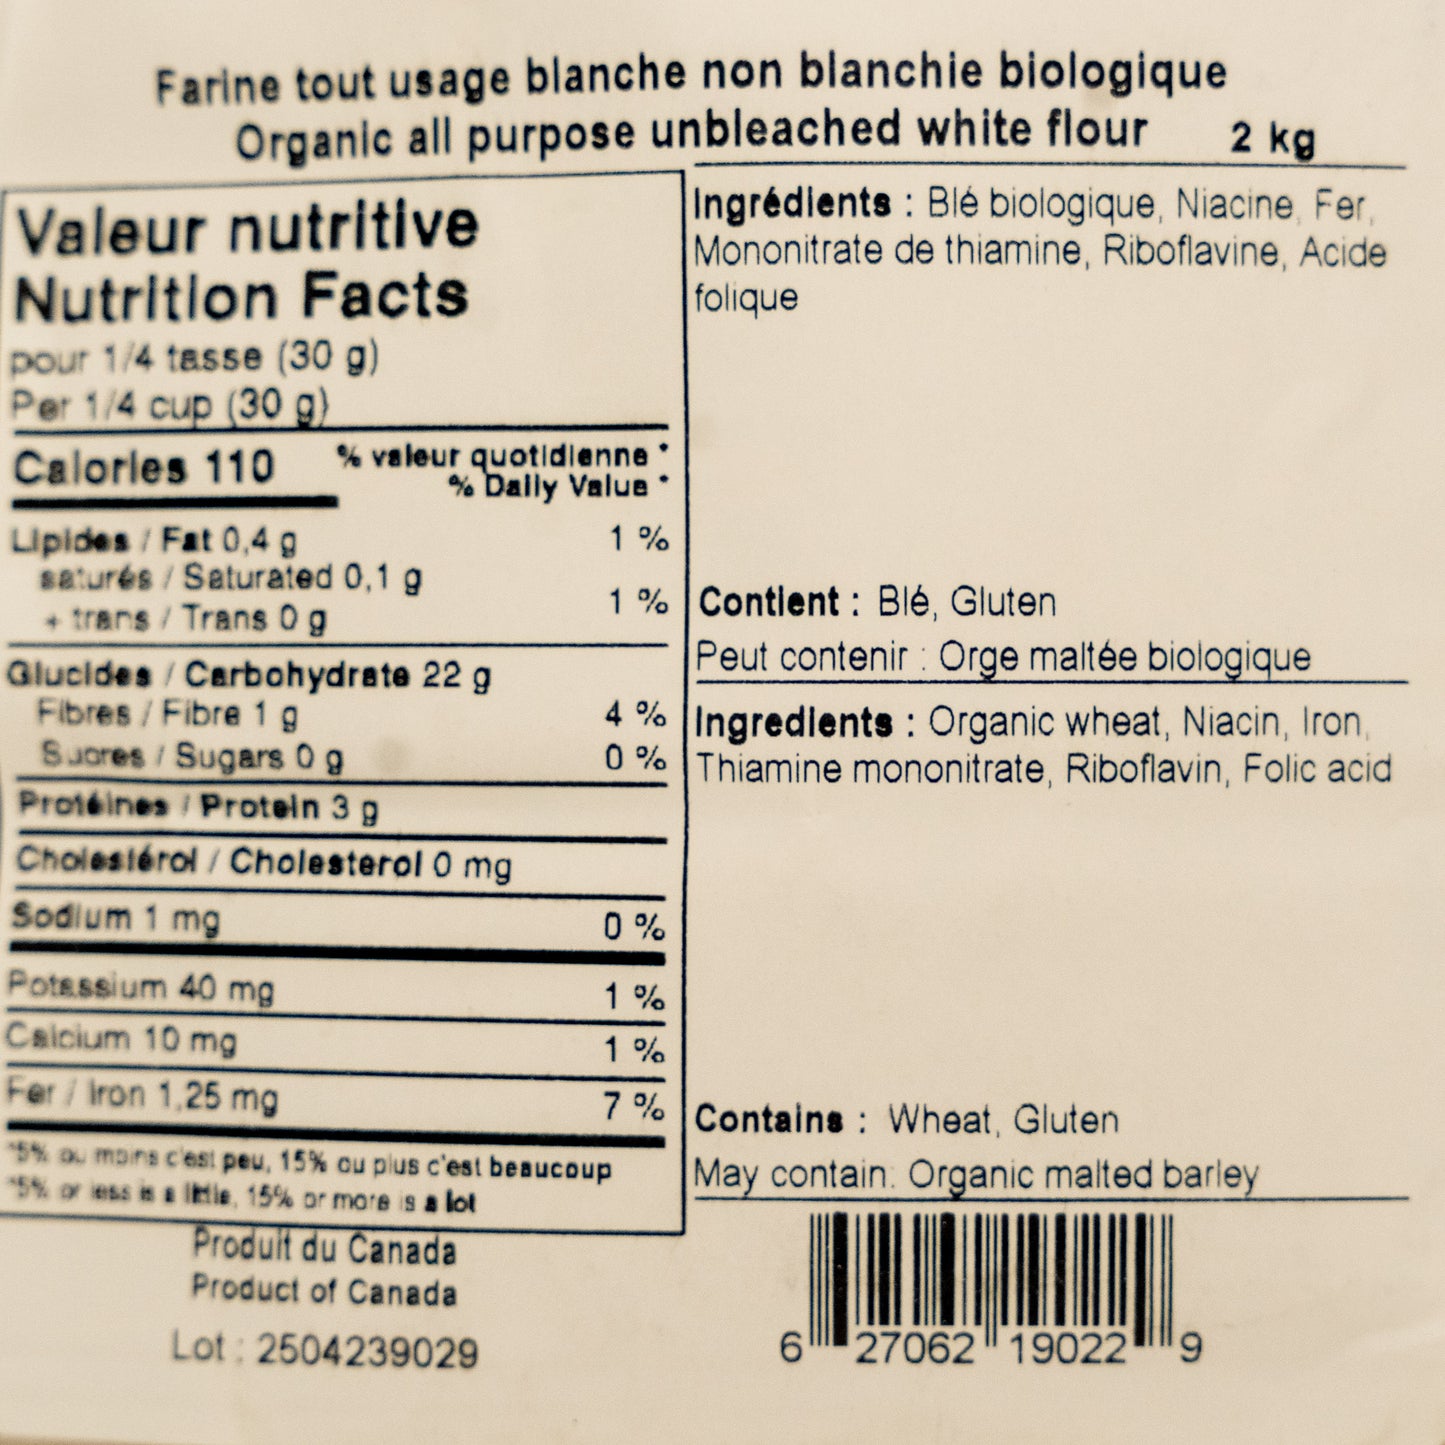 Farine tout usage blanche non blanchie biologique
Organic all purpose unbleached white flour 2 kg
Valeur nutritive
Nutrition Facts
pour 1/4 tasse (30 g)
Per 1/4 cup (30 g)
Calories 110 % valeur quotidienne *
% Daily Value *
Lipides / Fat 0,4 g 1 %
saturés / Saturated 0,1 g
+ trans / Trans 0 g 1 %
Glucides / Carbohydrate 22 g
Fibres / Fibre 1 g 4 %
Sucres / Sugars 0 g 0 %
Protéines / Protein 3 g
Cholestérol / Cholesterol 0 mg
Sodium 1 mg 0 %
Potassium 40 mg 1 %
Calcium 10 mg 1 %
Fer / Iron 1,25 mg 7 %
*5% ou moins c'est peu, 15% ou plus c'est beaucoup
*5% or less is a little, 15% or more is a lot
Produit du Canada
Product of Canada
Lot : 2504239029
Ingrédients : Blé biologique, Niacine, Fer,
Mononitrate de thiamine, Riboflavine, Acide
folique
Contient : Blé, Gluten
Peut contenir : Orge maltée biologique
Ingredients : Organic wheat, Niacin, Iron,
Thiamine mononitrate, Riboflavin, Folic acid
Contains : Wheat, Gluten
May contain: Organic malted barley
6 27062 19022 9